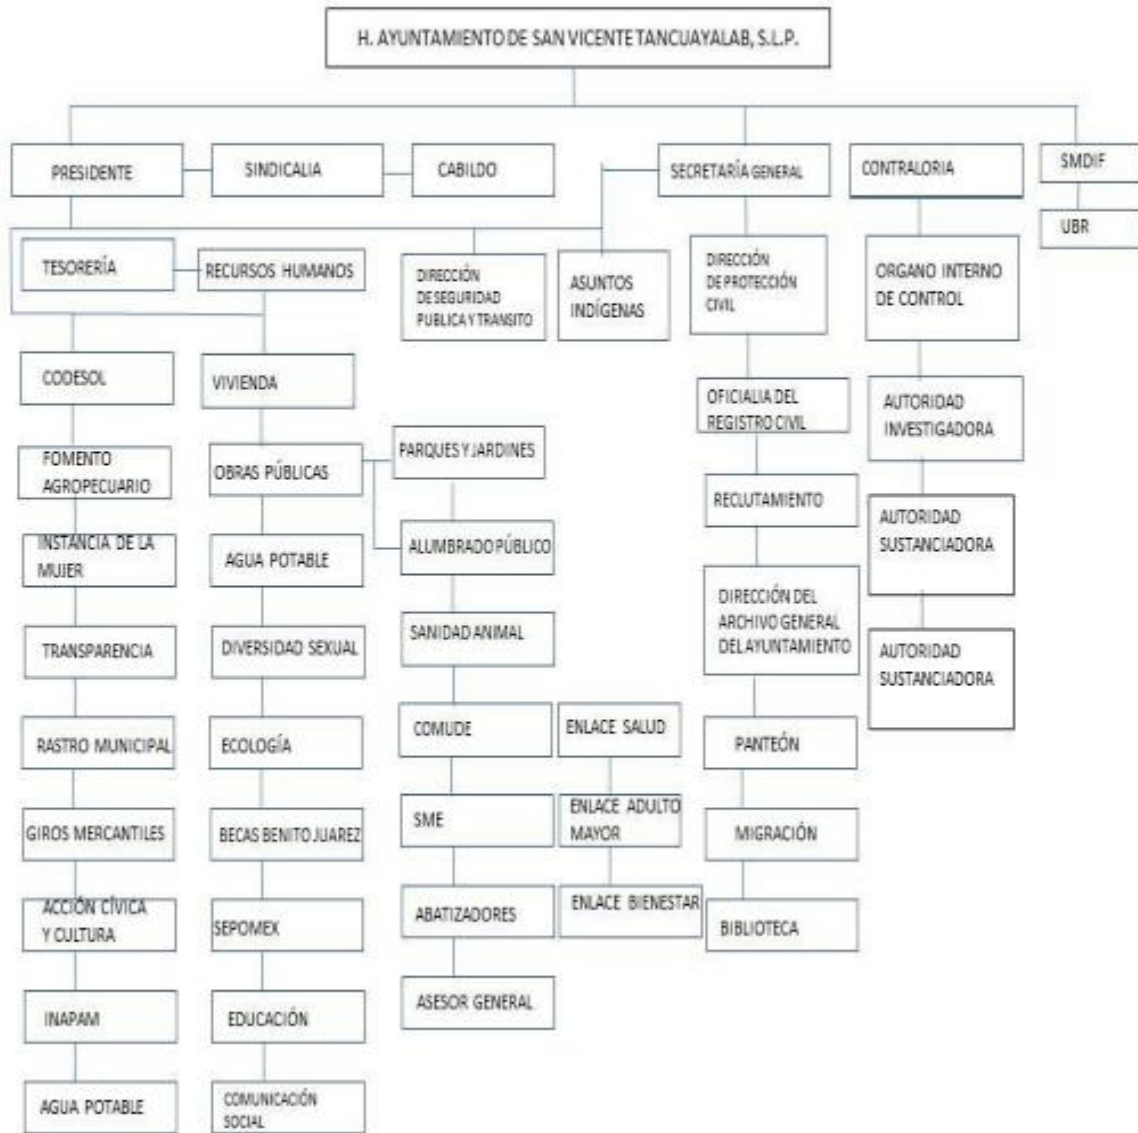 H. AYUNTAMIENTO DE SAN VICENTE TANCUAYALAB, S.L.P.
PRESIDENTE
SINDICALIA
CABILDO
SECRETARÍA GENERAL
CONTRALORIA
SMDIF
UBR
TESORERÍA
RECURSOS HUMANOS
DIRECCIÓN
DE SEGURIDAD
PUBLICA Y TRANSITO
ASUNTOS
INDÍGENAS
DIRECCIÓN
DE PROTECCIÓN
CIVIL
ORGANO INTERNO
DE CONTROL
CODESOL
VIVIENDA
OFICIALIA DEL
REGISTRO CIVIL
AUTORIDAD
INVESTIGADORA
FOMENTO
AGROPECUARIO
OBRAS PÚBLICAS
PARQUES Y JARDINES
RECLUTAMIENTO
AUTORIDAD
SUSTANCIADORA
INSTANCIA DE LA
MUJER
AGUA POTABLE
ALUMBRADO PÚBLICO
DIRECCIÓN DEL
ARCHIVO GENERAL
DEL AYUNTAMIENTO
TRANSPARENCIA
DIVERSIDAD SEXUAL
SANIDAD ANIMAL
AUTORIDAD
SUSTANCIADORA
RASTRO MUNICIPAL
ECOLOGÍA
COMUDE
ENLACE SALUD
PANTEÓN
GIROS MERCANTILES
BECAS BENITO JUAREZ
SME
ENLACE ADULTO
MAYOR
MIGRACIÓN
ACCIÓN CÍVICA
Y CULTURA
SEPOMEX
ABATIZADORES
ENLACE BIENESTAR
BIBLIOTECA
INAPAM
EDUCACIÓN
ASESOR GENERAL
AGUA POTABLE
COMUNICACIÓN
SOCIAL